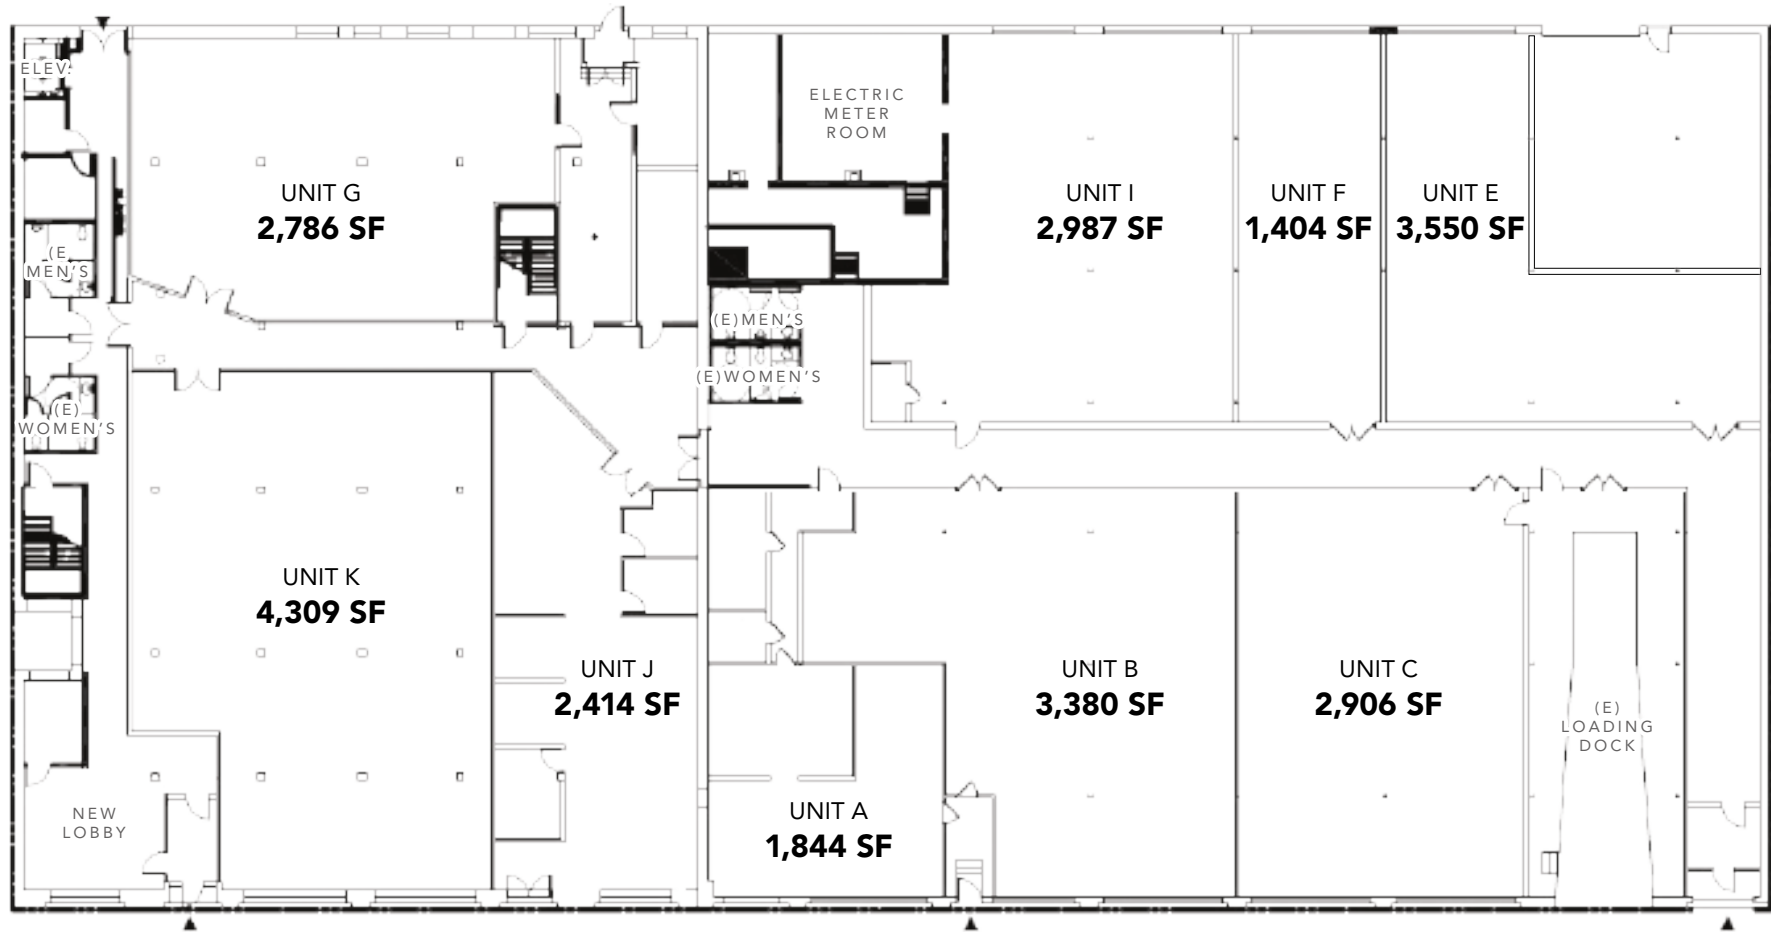 ELEV.
ELECTRIC
METER
ROOM
UNIT G
2,786 SF
UNIT I
2,987 SF
UNIT F
1,404 SF
UNIT E
3,550 SF
(E
MEN'S
(E)MEN'S
(E)WOMEN'S
(E)
WOMEN'S
UNIT K
4,309 SF
UNIT J
2,414 SF
UNIT B
3,380 SF
UNIT C
2,906 SF
(E)
LOADING
DOCK
NEW
LOBBY
UNIT A
1,844 SF